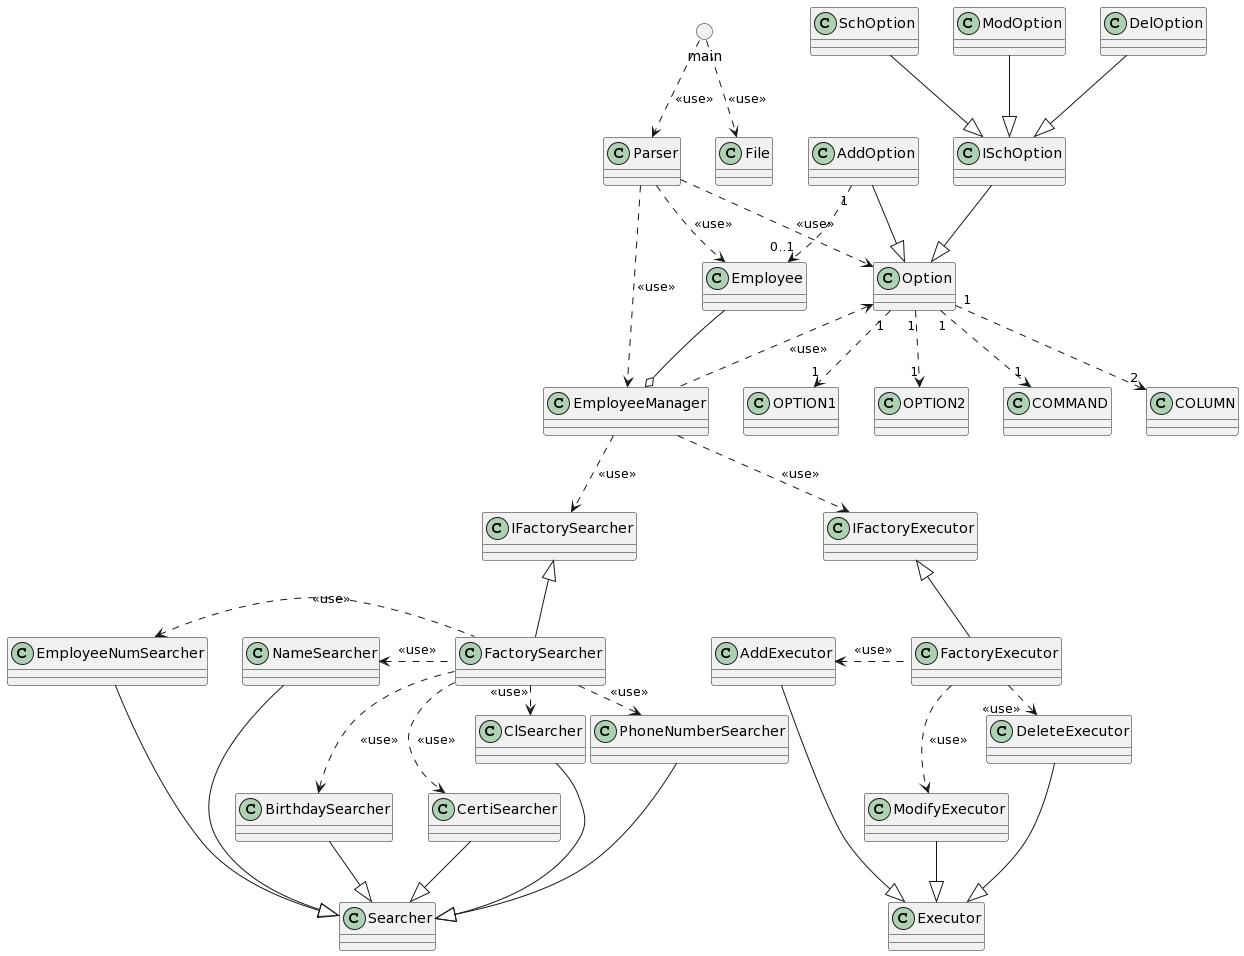 C SchOption
C ModOption
C DelOption
main
«use»
«use»
C Parser
C File
C AddOption
C ISchOption
1
«use»
«use»
0..1
C Employee
C Option
«use»
1
1
1
1
«use»
1
1
1
2
C EmployeeManager
C OPTION1
C OPTION2
C COMMAND
C COLUMN
«use»
«use»
C IFactorySearcher
C IFactoryExecutor
«use»
C EmployeeNumSearcher
C NameSearcher
«use»
C FactorySearcher
C AddExecutor
«use»
C FactoryExecutor
«use»
«use»
«use»
C ClSearcher
C PhoneNumberSearcher
C DeleteExecutor
«use»
«use»
«use»
C BirthdaySearcher
C CertiSearcher
C ModifyExecutor
C Searcher
C Executor